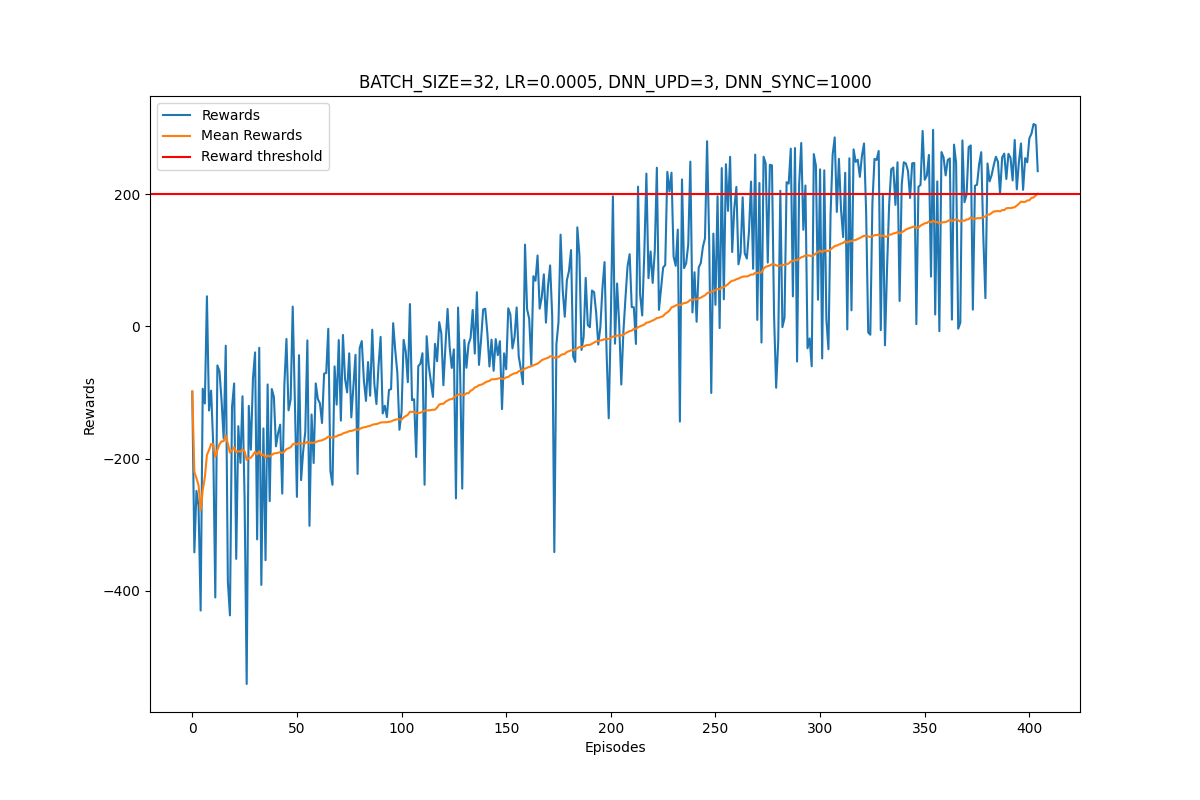 BATCH_SIZE=32, LR=0.0005, DNN_UPD=3, DNN_SYNC=1000
Rewards
Mean Rewards
Reward threshold
200
0
−200
−400
Rewards
0
50
100
150
200
250
300
350
400
Episodes